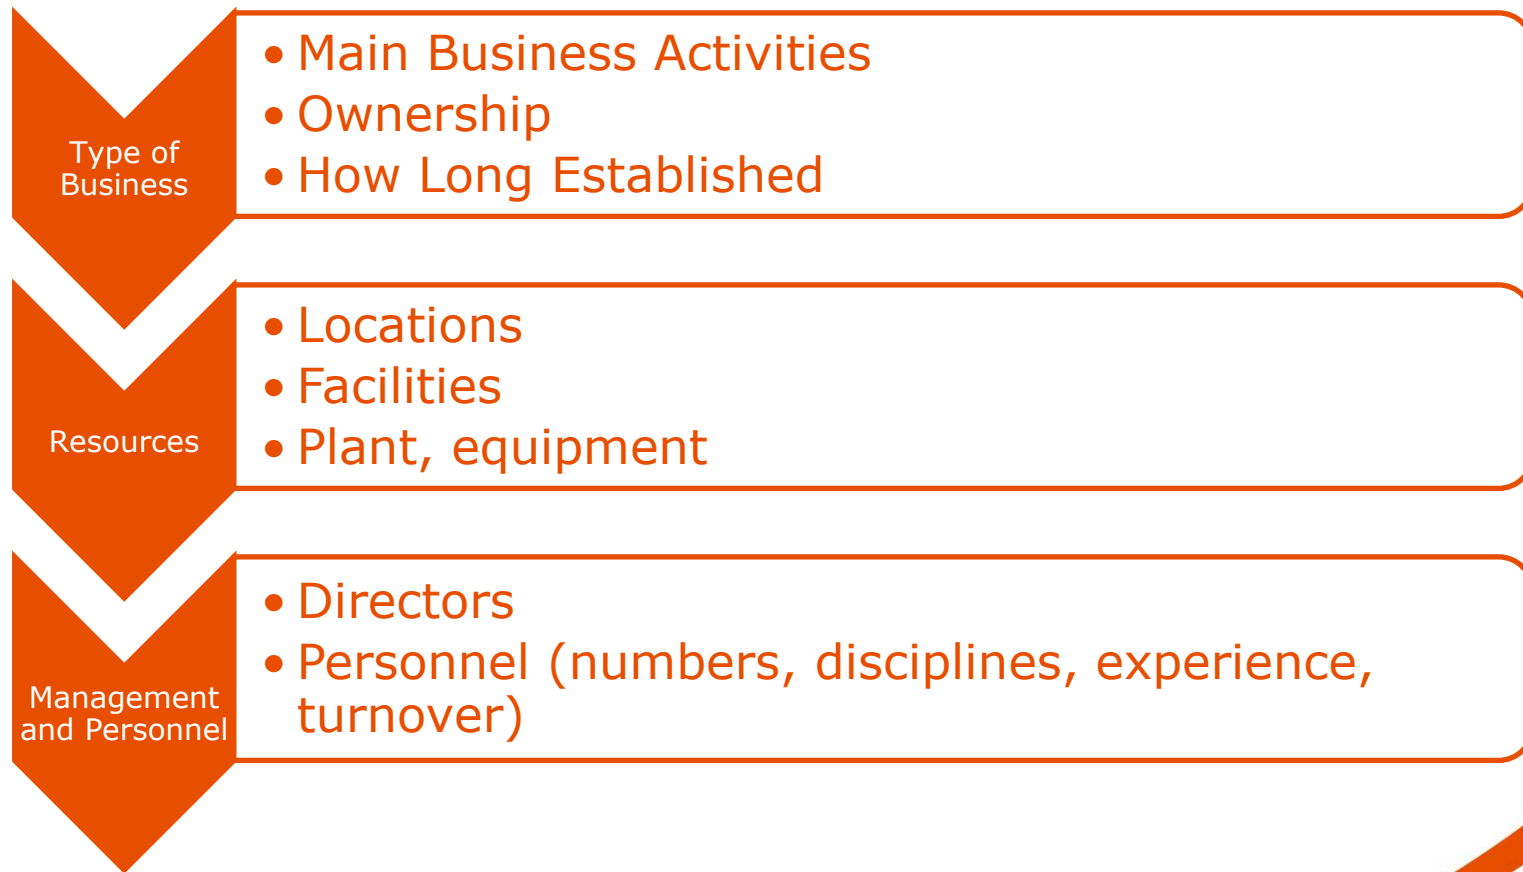 Type of
Business
• Main Business Activities
• Ownership
• How Long Established
Resources
• Locations
• Facilities
• Plant, equipment
Management
and Personnel
• Directors
• Personnel (numbers, disciplines, experience,
turnover)